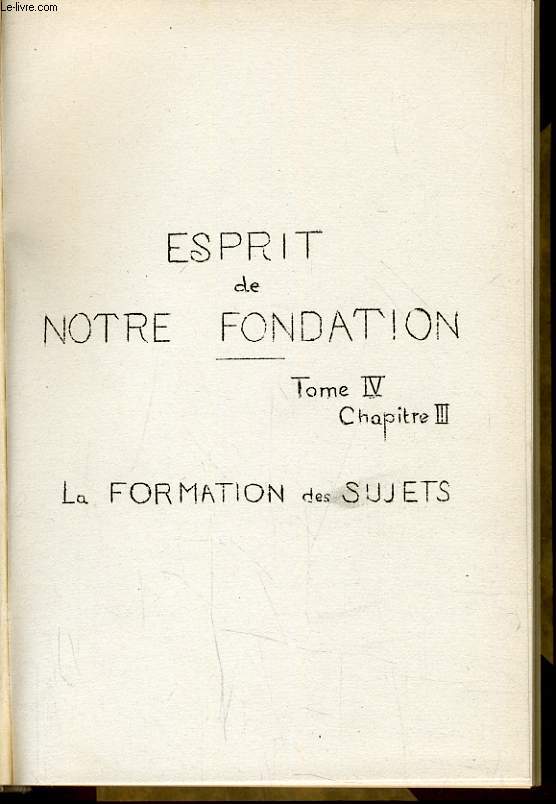 Le-livre.com
ESPRIT
de
NOTRE FONDATION
Tome IV
Chapitre III
La FORMATION des SUJETS